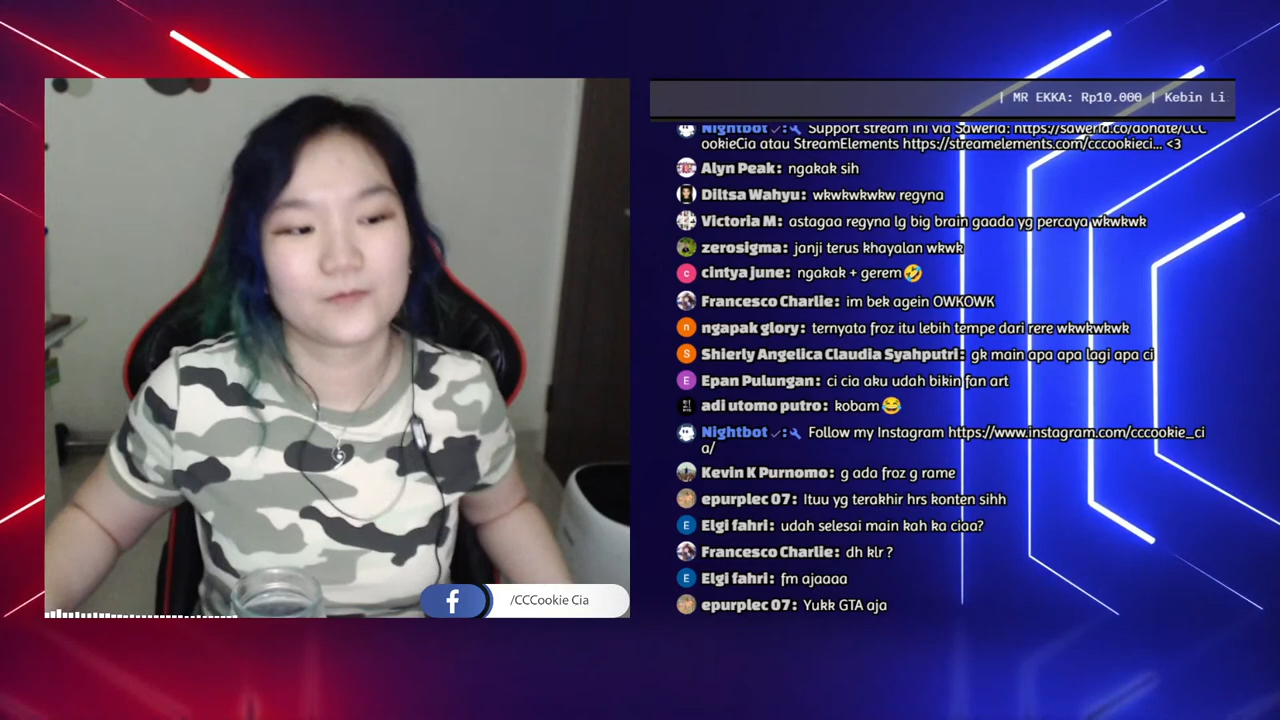 | MR EKKA: Rp10.000 | Kebin Li
Nightbot : Support stream ini via Saweria: https://saweria.co/donate/CCC
ookieCia atau StreamElements https://streamelements.com/cccookieci... <3
Alyn Peak: ngakak sih
Diltsa Wahyu: wkwkwkwkw regyna
Victoria M: astagaa regyna lg big brain gaada yg percaya wkwkwk
zerosigma: janji terus khayalan wkwk
cintya june: ngakak + gerem🤣
Francesco Charlie: im bek agein OWKOWK
ngapak glory: ternyata froz itu lebih tempe dari rere wkwkwkwk
Shierly Angelica Claudia Syahputri: gk main apa apa lagi apa ci
Epan Pulungan: ci cia aku udah bikin fan art
adi utomo putro: kobam😂
Nightbot : Follow my Instagram https://www.instagram.com/cccookie_ci
a/
Kevin K Purnomo: g ada froz g rame
epurplec 07: Ituu yg terakhir hrs konten sihh
Elgi fahri: udah selesai main kah ka ciaa?
Francesco Charlie: dh klr ?
Elgi fahri: fm ajaaaa
epurplec 07: Yukk GTA aja
/CCCookie Cia